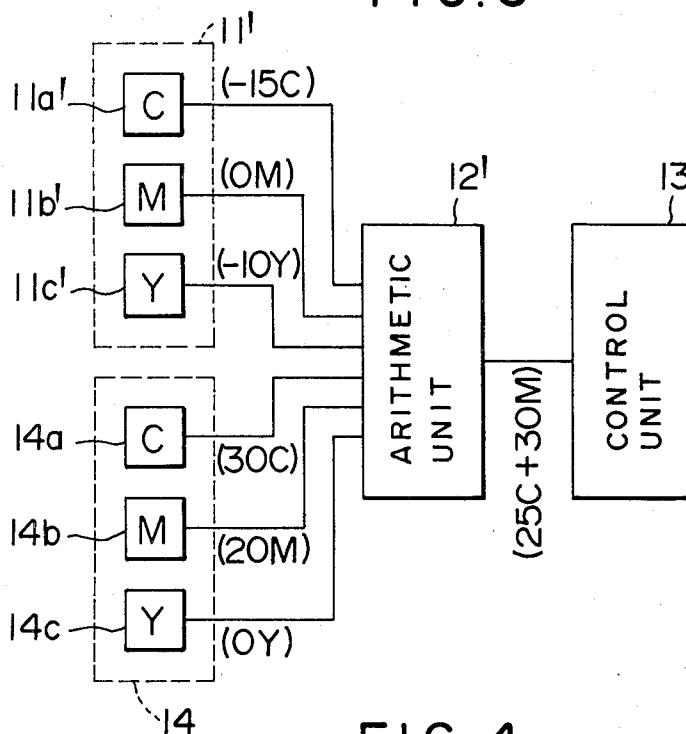 11'
11a'
C
(-15C)
11b'
M
(0M)
11c'
Y
(-10Y)
12'
ARITHMETIC
UNIT
13
CONTROL
UNIT
(25C+30M)
14a
C
(30C)
14b
M
(20M)
14c
Y
(0Y)
14